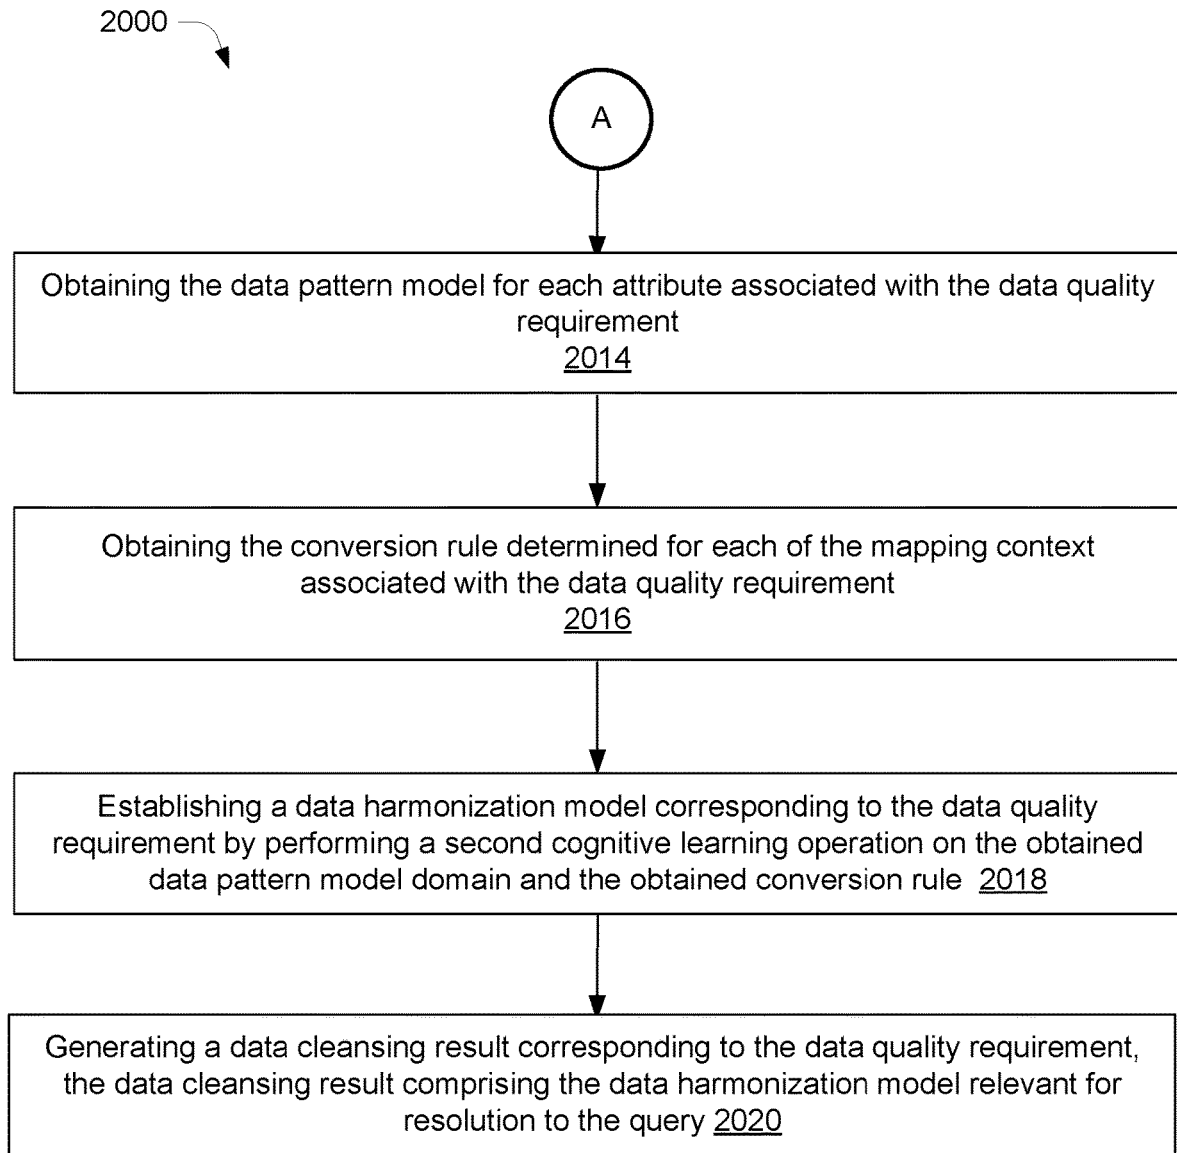 2000
A
Obtaining the data pattern model for each attribute associated with the data quality
requirement
2014
Obtaining the conversion rule determined for each of the mapping context
associated with the data quality requirement
2016
Establishing a data harmonization model corresponding to the data quality
requirement by performing a second cognitive learning operation on the obtained
data pattern model domain and the obtained conversion rule 2018
Generating a data cleansing result corresponding to the data quality requirement,
the data cleansing result comprising the data harmonization model relevant for
resolution to the query 2020